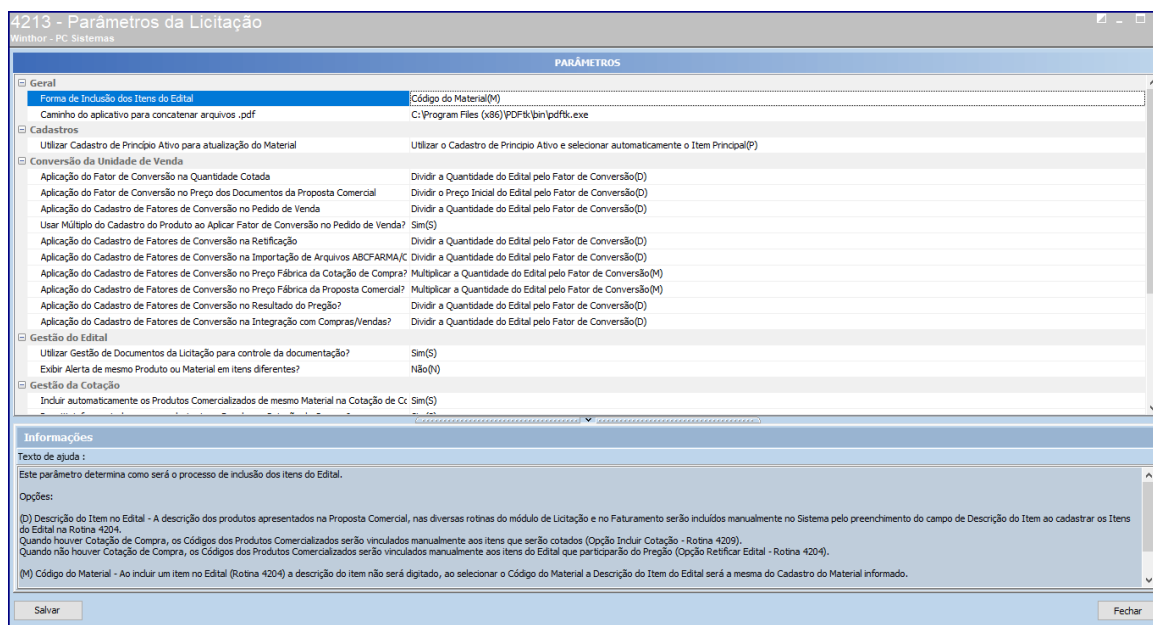 4213 - Parâmetros da Licitação
Winthor - PC Sistemas
PARÂMETROS
Geral
Forma de Inclusão dos Itens do Edital Código do Material(M)
Caminho do aplicativo para concatenar arquivos .pdf C:\Program Files (x86)\PDFtk\bin\pdftk.exe
Cadastros
Utilizar Cadastro de Princípio Ativo para atualização do Material Utilizar o Cadastro de Principio Ativo e selecionar automaticamente o Item Principal(P)
Conversão da Unidade de Venda
Aplicação do Fator de Conversão na Quantidade Cotada Dividir a Quantidade do Edital pelo Fator de Conversão(D)
Aplicação do Fator de Conversão no Preço dos Documentos da Proposta Comercial Dividir o Preço Inicial do Edital pelo Fator de Conversão(D)
Aplicação do Cadastro de Fatores de Conversão no Pedido de Venda Dividir a Quantidade do Edital pelo Fator de Conversão(D)
Usar Múltiplo do Cadastro do Produto ao Aplicar Fator de Conversão no Pedido de Venda? Sim(S)
Aplicação do Cadastro de Fatores de Conversão na Retificação Dividir a Quantidade do Edital pelo Fator de Conversão(D)
Aplicação do Cadastro de Fatores de Conversão na Importação de Arquivos ABCFARMA/C Dividir a Quantidade do Edital pelo Fator de Conversão(D)
Aplicação do Cadastro de Fatores de Conversão no Preço Fábrica da Cotação de Compra? Multiplicar a Quantidade do Edital pelo Fator de Conversão(M)
Aplicação do Cadastro de Fatores de Conversão no Preço Fábrica da Proposta Comercial? Multiplicar a Quantidade do Edital pelo Fator de Conversão(M)
Aplicação do Cadastro de Fatores de Conversão no Resultado do Pregão? Dividir a Quantidade do Edital pelo Fator de Conversão(D)
Aplicação do Cadastro de Fatores de Conversão na Integração com Compras/Vendas? Dividir a Quantidade do Edital pelo Fator de Conversão(D)
Gestão do Edital
Utilizar Gestão de Documentos da Licitação para controle da documentação? Sim(S)
Exibir Alerta de mesmo Produto ou Material em itens diferentes? Não(N)
Gestão da Cotação
Incluir automaticamente os Produtos Comercializados de mesmo Material na Cotação de Cc Sim(S)
Informações
Texto de ajuda :
Este parâmetro determina como será o processo de inclusão dos itens do Edital.
Opções:
(D) Descrição do Item no Edital - A descrição dos produtos apresentados na Proposta Comercial, nas diversas rotinas do módulo de Licitação e no Faturamento serão incluídos manualmente no Sistema pelo preenchimento do campo de Descrição do Item ao cadastrar os Itens
do Edital na Rotina 4204.
Quando houver Cotação de Compra, os Códigos dos Produtos Comercializados serão vinculados manualmente aos itens que serão cotados (Opção Incluir Cotação - Rotina 4209).
Quando não houver Cotação de Compra, os Códigos dos Produtos Comercializados serão vinculados manualmente aos itens do Edital que participarão do Pregão (Opção Retificar Edital - Rotina 4204).
(M) Código do Material - Ao incluir um item no Edital (Rotina 4204) a descrição do item não será digitado, ao selecionar o Código do Material a Descrição do Item do Edital será a mesma do Cadastro do Material informado.
Salvar Fechar